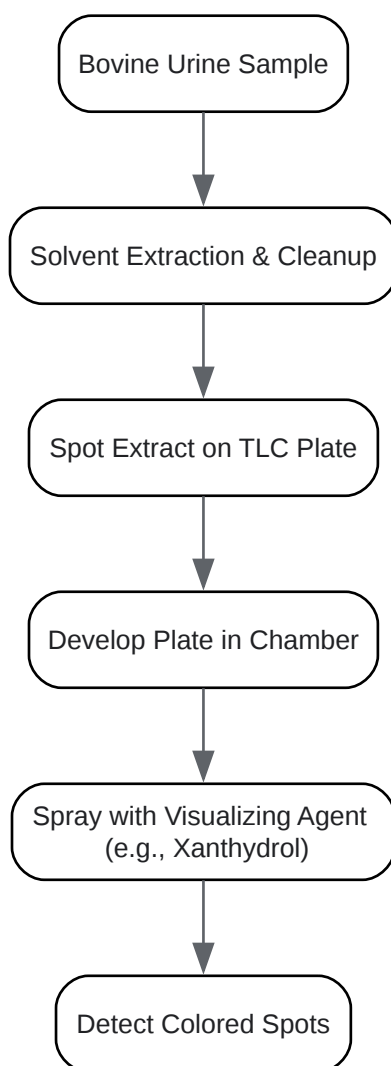 Bovine Urine Sample
Solvent Extraction & Cleanup
Spot Extract on TLC Plate
Develop Plate in Chamber
Spray with Visualizing Agent
(e.g., Xanthydrol)
Detect Colored Spots